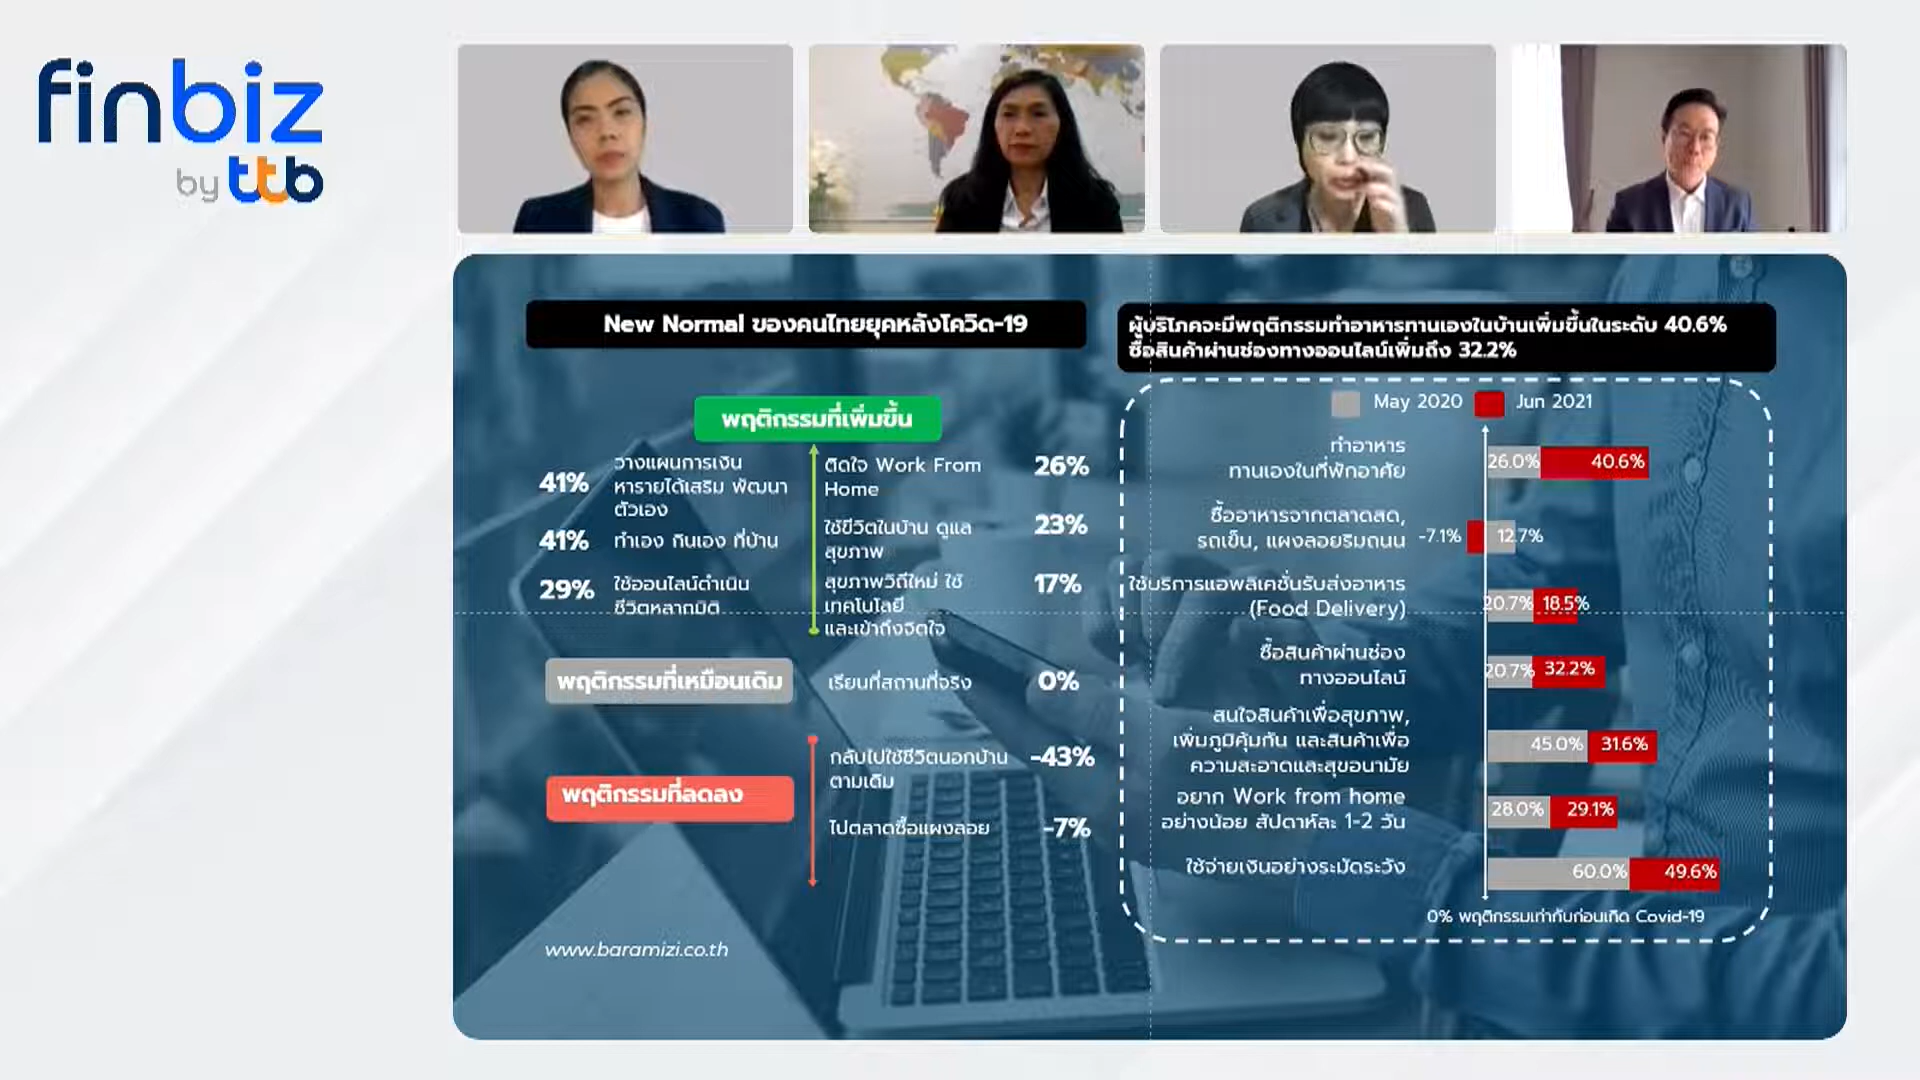 finbiz
by ttb
New Normal ของคนไทยยุคหลังโควิด-19
พฤติกรรมที่เพิ่มขึ้น
41%
วางแผนการเงิน
หารายได้เสริม พัฒนา
ตัวเอง
41%
ทำเอง กินเอง ที่บ้าน
29%
ใช้ออนไลน์ดำเนิน
ชีวิตหลากมิติ
ติดใจ Work From
Home
26%
ใช้ชีวิตในบ้าน ดูแล
สุขภาพ
23%
สุขภาพวิถีใหม่ ใช้
เทคโนโลยี
และเข้าถึงจิตใจ
17%
พฤติกรรมที่เหมือนเดิม
เรียนที่สถานที่จริง
0%
พฤติกรรมที่ลดลง
กลับไปใช้ชีวิตนอกบ้าน
ตามเดิม
-43%
ไปตลาดซื้อแผงลอย
-7%
www.baramizi.co.th
ผู้บริโภคจะมีพฤติกรรมทำอาหารทานเองในบ้านเพิ่มขึ้นในระดับ 40.6%
ซื้อสินค้าผ่านช่องทางออนไลน์เพิ่มถึง 32.2%
May 2020
Jun 2021
ทำอาหาร
ทานเองในที่พักอาศัย
26.0%
40.6%
ซื้ออาหารจากตลาดสด,
รถเข็น, แผงลอยริมถนน
-7.1%
12.7%
ใช้บริการแอพลิเคชั่นรับส่งอาหาร
(Food Delivery)
20.7%
18.5%
ซื้อสินค้าผ่านช่อง
ทางออนไลน์
20.7%
32.2%
สนใจสินค้าเพื่อสุขภาพ,
เพิ่มภูมิคุ้มกัน และสินค้าเพื่อ
ความสะอาดและสุขอนามัย
45.0%
31.6%
อยาก Work from home
อย่างน้อย สัปดาห์ละ 1-2 วัน
28.0%
29.1%
ใช้จ่ายเงินอย่างระมัดระวัง
60.0%
49.6%
0% พฤติกรรมเท่ากับก่อนเกิด Covid-19